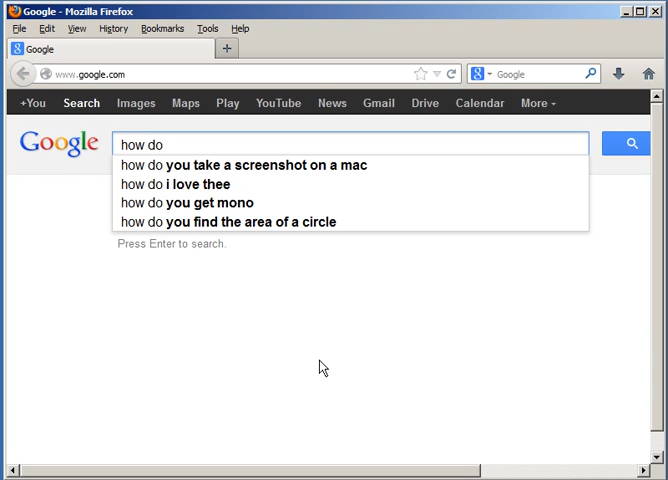 Google - Mozilla Firefox
File Edit View History Bookmarks Tools Help
Google
www.google.com Google
+You Search Images Maps Play YouTube News Gmail Drive Calendar More
Google how do
how do you take a screenshot on a mac
how do i love thee
how do you get mono
how do you find the area of a circle
Press Enter to search.